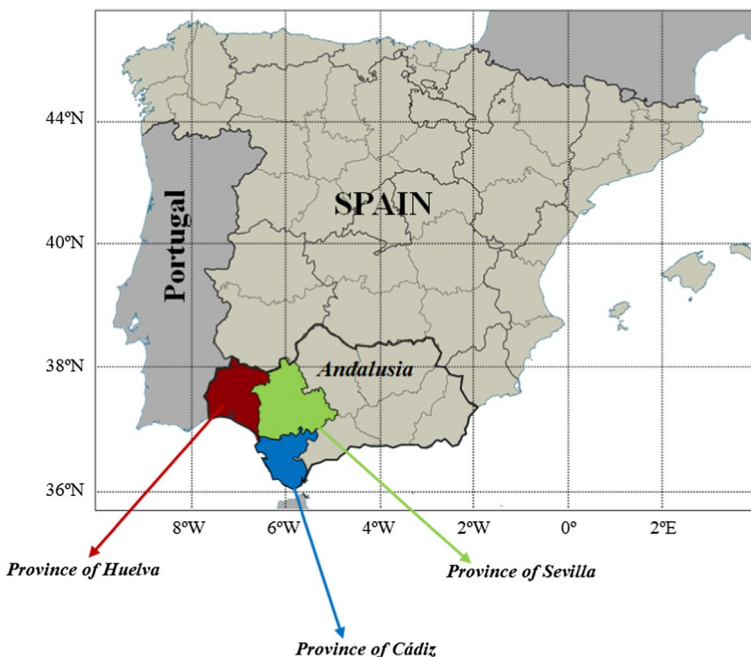 44ºN
SPAIN
Portugal
40ºN
38ºN
Andalusia
36ºN
8ºW 6ºW 4ºW 2ºW 0º 2ºE
Province of Huelva
Province of Sevilla
Province of Cádiz